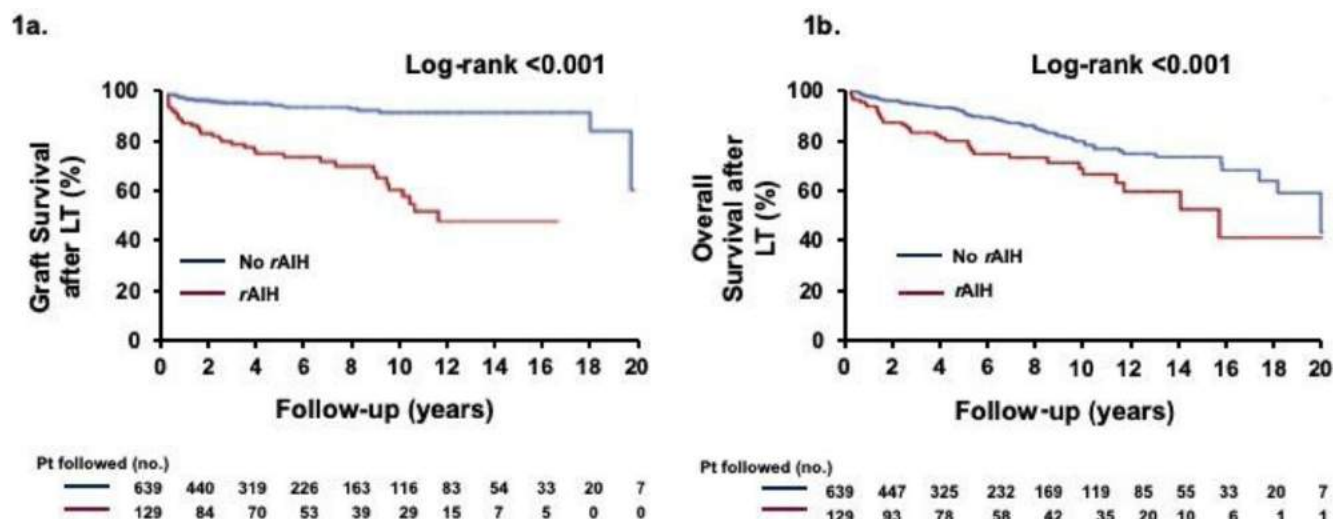 1a.
Log-rank <0.001
Graft Survival
after LT (%)
100
80
60
40
20
0
No rAIH
rAIH
0 2 4 6 8 10 12 14 16 18 20
Follow-up (years)
Pt followed (no.)
639 440 319 226 163 116 83 54 33 20 7
129 84 70 53 39 29 15 7 5 0 0
1b.
Log-rank <0.001
Overall
Survival after
LT (%)
100
80
60
40
20
0
No rAIH
rAIH
0 2 4 6 8 10 12 14 16 18 20
Follow-up (years)
Pt followed (no.)
639 447 325 232 169 119 85 55 33 20 7
129 93 78 58 42 35 20 10 6 1 1